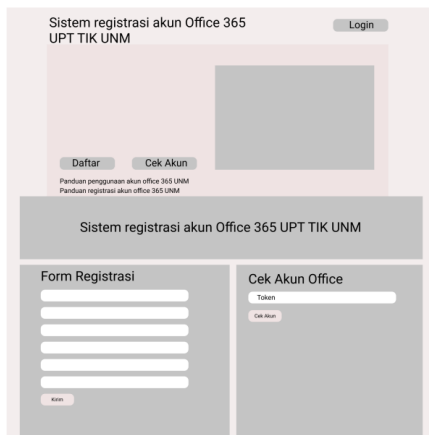 Sistem registrasi akun Office 365
UPT TIK UNM
Login
Daftar
Cek Akun
Panduan penggunaan akun office 365 UNM
Panduan registrasi akun office 365 UNM
Sistem registrasi akun Office 365 UPT TIK UNM
Form Registrasi
Kirim
Cek Akun Office
Token
Cek Akun